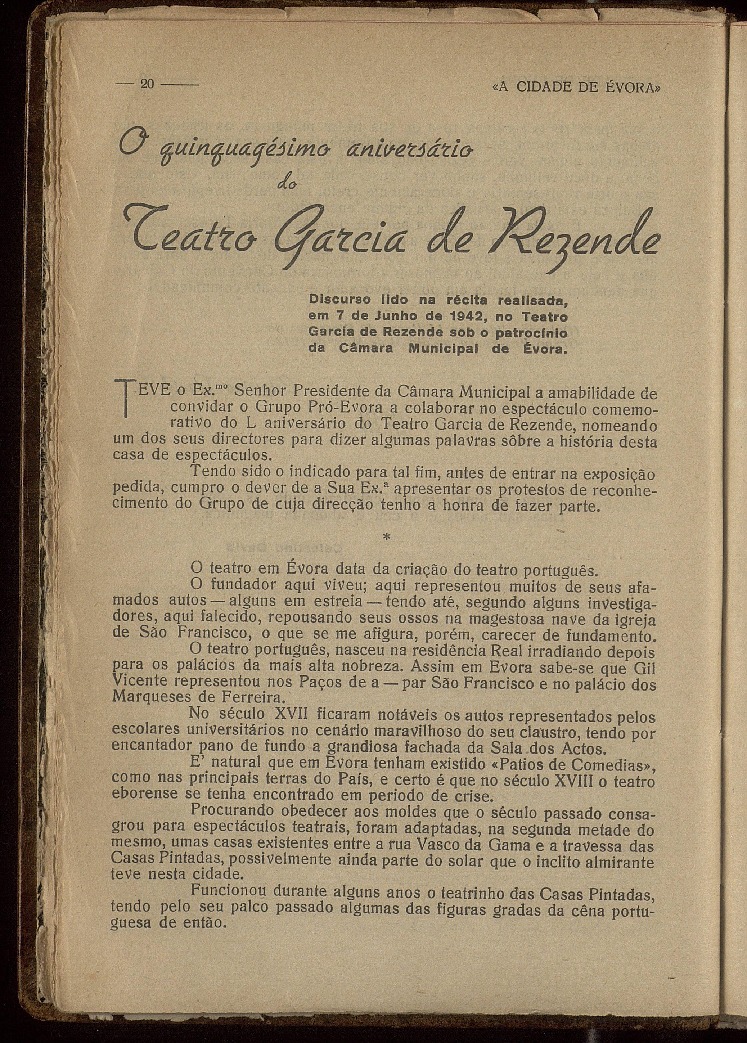 — 20 —
«A CIDADE DE ÉVORA»
O quinquagésimo aniversário
do
Teatro Garcia de Rezende
Discurso lido na récita realisada,
em 7 de Junho de 1942, no Teatro
Garcia de Rezende sob o patrocínio
da Câmara Municipal de Évora.
TEVE o Ex.mo Senhor Presidente da Câmara Municipal a amabilidade de
convidar o Grupo Pró-Evora a colaborar no espectáculo comemo-
rativo do L aniversário do Teatro Garcia de Rezende, nomeando
um dos seus directores para dizer algumas palavras sôbre a história desta
casa de espectáculos.
Tendo sido o indicado para tal fim, antes de entrar na exposição
pedida, cumpro o dever de a Sua Ex.ª apresentar os protestos de reconhe-
cimento do Grupo de cuja direcção tenho a honra de fazer parte.
*
O teatro em Évora data da criação do teatro português.
O fundador aqui viveu; aqui representou muitos de seus afa-
mados autos — alguns em estreia — tendo até, segundo alguns investiga-
dores, aqui falecido, repousando seus ossos na magestosa nave da igreja
de São Francisco, o que se me afigura, porém, carecer de fundamento.
O teatro português, nasceu na residência Real irradiando depois
para os palácios da mais alta nobreza. Assim em Evora sabe-se que Gil
Vicente representou nos Paços de a — par São Francisco e no palácio dos
Marqueses de Ferreira.
No século XVII ficaram notáveis os autos representados pelos
escolares universitários no cenário maravilhoso do seu claustro, tendo por
encantador pano de fundo a grandiosa fachada da Sala dos Actos.
E' natural que em Evora tenham existido «Patios de Comedias»,
como nas principais terras do País, e certo é que no século XVIII o teatro
eborense se tenha encontrado em periodo de crise.
Procurando obedecer aos moldes que o século passado consa-
grou para espectáculos teatrais, foram adaptadas, na segunda metade do
mesmo, umas casas existentes entre a rua Vasco da Gama e a travessa das
Casas Pintadas, possivelmente ainda parte do solar que o inclito almirante
teve nesta cidade.
Funcionou durante alguns anos o teatrinho das Casas Pintadas,
tendo pelo seu palco passado algumas das figuras gradas da cêna portu-
guesa de então.